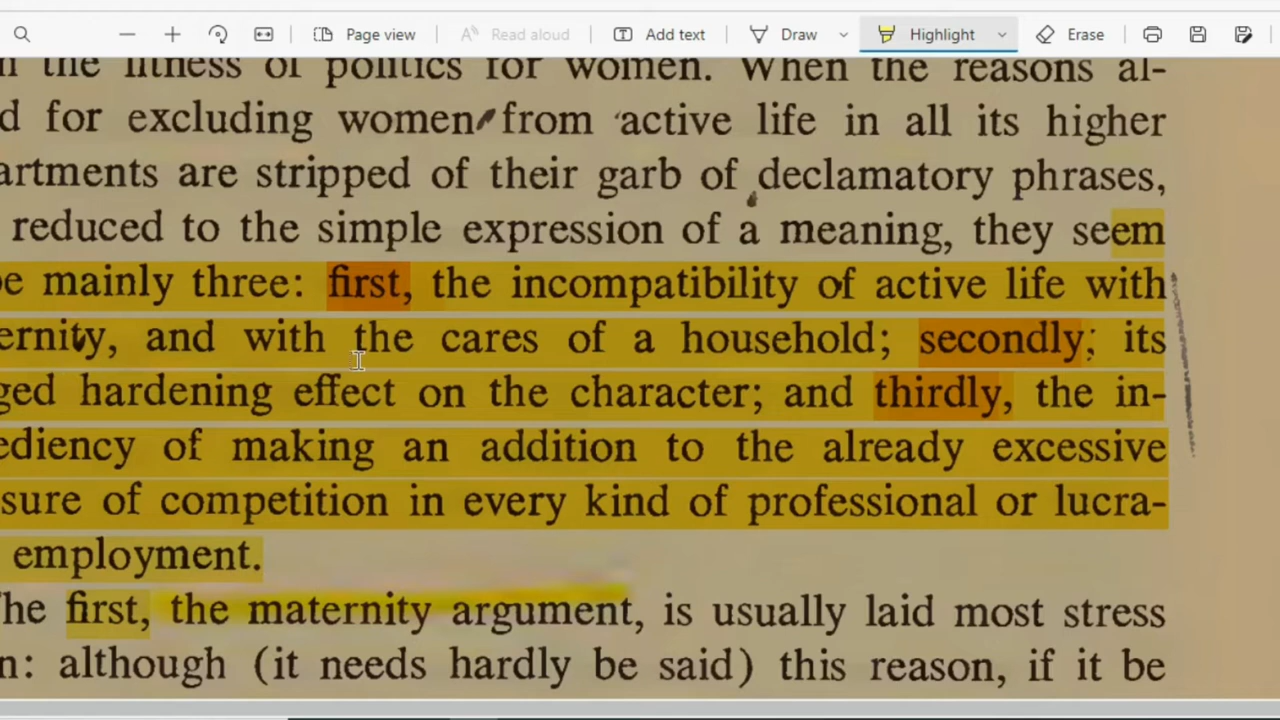 Page view
Read aloud
Add text
Draw
Highlight
Erase
the fitness of politics for women. When the reasons al-
d for excluding women from active life in all its higher
artments are stripped of their garb of declamatory phrases,
reduced to the simple expression of a meaning, they seem
e mainly three: first, the incompatibility of active life with
ernity, and with the cares of a household; secondly; its
ged hardening effect on the character; and thirdly, the in-
ediency of making an addition to the already excessive
sure of competition in every kind of professional or lucra-
employment.
he first, the maternity argument, is usually laid most stress
n: although (it needs hardly be said) this reason, if it be